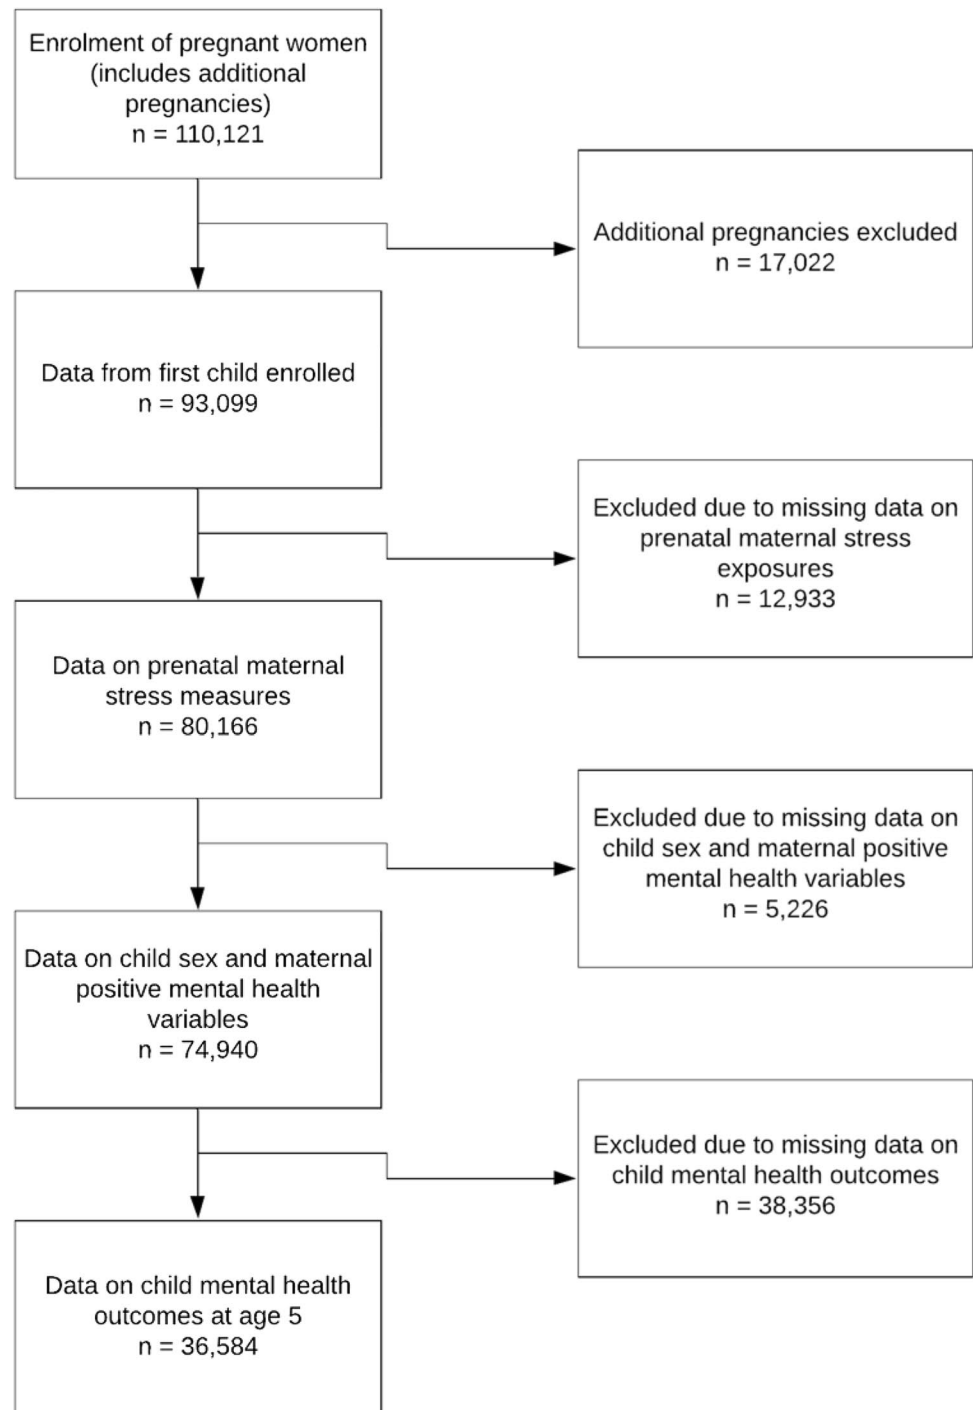 Enrolment of pregnant women
(includes additional
pregnancies)
n = 110,121
Additional pregnancies excluded
n = 17,022
Data from first child enrolled
n = 93,099
Excluded due to missing data on
prenatal maternal stress
exposures
n = 12,933
Data on prenatal maternal
stress measures
n = 80,166
Excluded due to missing data on
child sex and maternal positive
mental health variables
n = 5,226
Data on child sex and maternal
positive mental health
variables
n = 74,940
Excluded due to missing data on
child mental health outcomes
n = 38,356
Data on child mental health
outcomes at age 5
n = 36,584